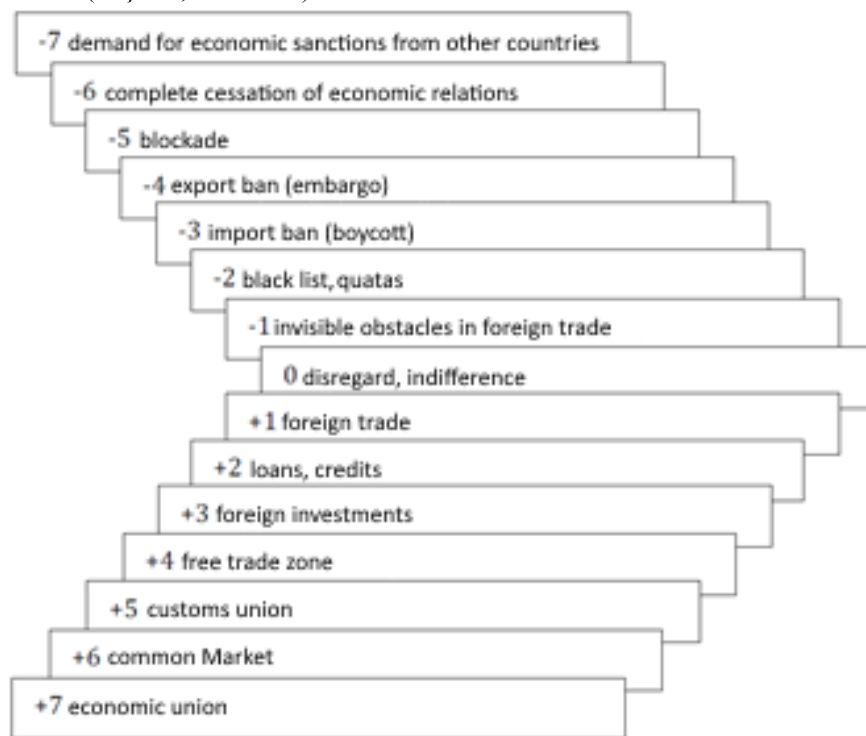 -7 demand for economic sanctions from other countries
-6 complete cessation of economic relations
-5 blockade
-4 export ban (embargo)
-3 import ban (boycott)
-2 black list, quatas
-1 invisible obstacles in foreign trade
0 disregard, indifference
+1 foreign trade
+2 loans, credits
+3 foreign investments
+4 free trade zone
+5 customs union
+6 common Market
+7 economic union